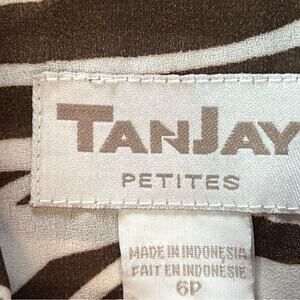 TANJAY
PETITES
MADE IN INDONESIA
FAIT EN INDONESIE
6P